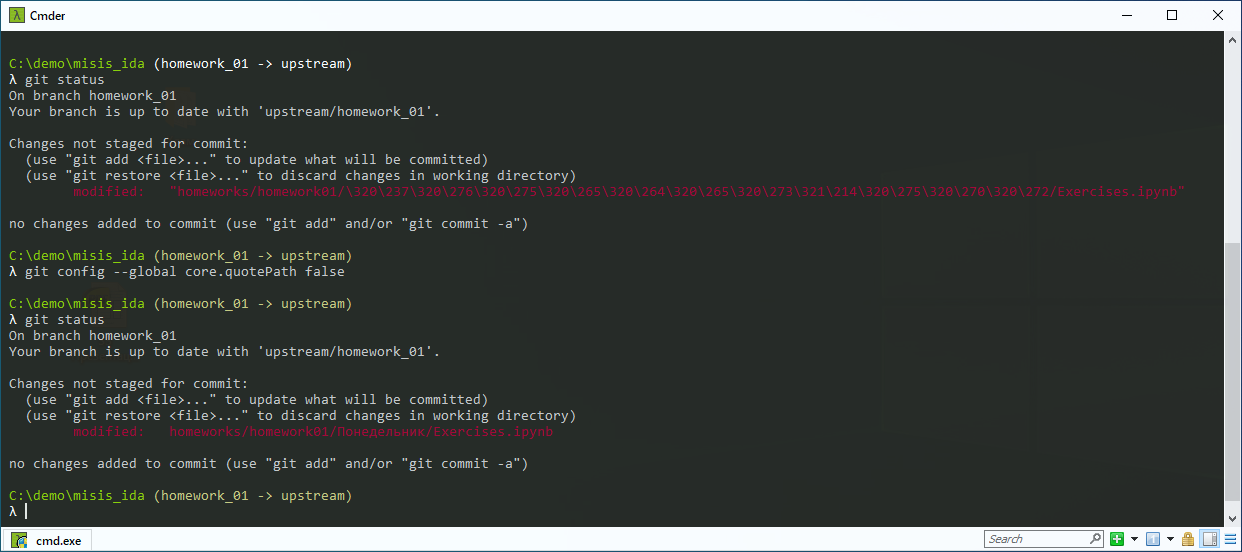 Cmder
C:\demo\misis_ida (homework_01 -> upstream)
λ git status
On branch homework_01
Your branch is up to date with 'upstream/homework_01'.
Changes not staged for commit:
(use "git add <file>..." to update what will be committed)
(use "git restore <file>..." to discard changes in working directory)
modified: "homeworks/homework01/\320\237\320\276\320\275\320\265\320\264\320\265\320\273\321\214\320\275\320\270\320\272/Exercises.ipynb"
no changes added to commit (use "git add" and/or "git commit -a")
C:\demo\misis_ida (homework_01 -> upstream)
λ git config --global core.quotePath false
C:\demo\misis_ida (homework_01 -> upstream)
λ git status
On branch homework_01
Your branch is up to date with 'upstream/homework_01'.
Changes not staged for commit:
(use "git add <file>..." to update what will be committed)
(use "git restore <file>..." to discard changes in working directory)
modified: homeworks/homework01/Понедельник/Exercises.ipynb
no changes added to commit (use "git add" and/or "git commit -a")
C:\demo\misis_ida (homework_01 -> upstream)
λ
cmd.exe
Search